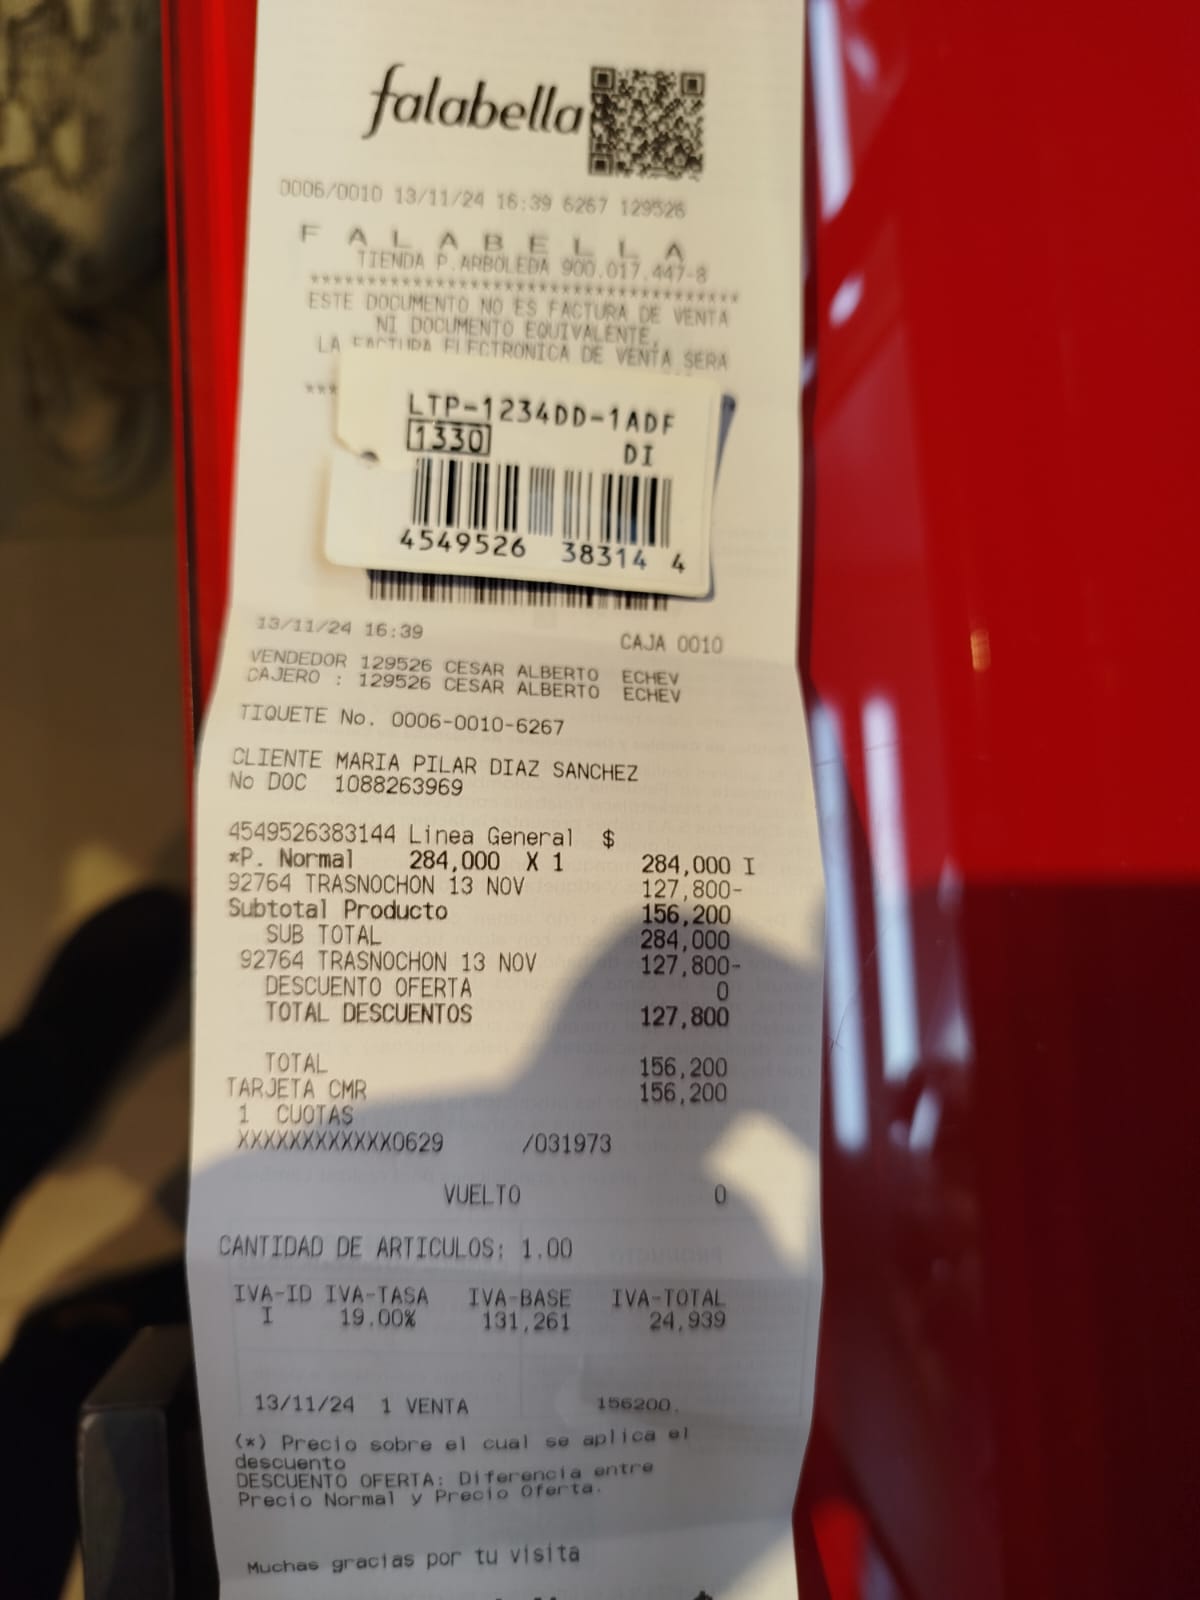 falabella
0006/0010 13/11/24 16:39 6267 129526
F A L A B E L L A
TIENDA P.ARBOLEDA 900.017.447-8
****************************************
ESTE DOCUMENTO NO ES FACTURA DE VENTA
NI DOCUMENTO EQUIVALENTE,
LA FACTURA ELECTRONICA DE VENTA SERA
***
LTP-1234DD-1ADF
1330 DI
4549526 38314 4
13/11/24 16:39 CAJA 0010
VENDEDOR 129526 CESAR ALBERTO ECHEV
CAJERO : 129526 CESAR ALBERTO ECHEV
TIQUETE No. 0006-0010-6267
CLIENTE MARIA PILAR DIAZ SANCHEZ
No DOC 1088263969
4549526383144 Linea General $
*P. Normal 284,000 X 1 284,000 I
92764 TRASNOCHON 13 NOV 127,800-
Subtotal Producto 156,200
SUB TOTAL 284,000
92764 TRASNOCHON 13 NOV 127,800-
DESCUENTO OFERTA 0
TOTAL DESCUENTOS 127,800
TOTAL 156,200
TARJETA CMR 156,200
1 CUOTAS
XXXXXXXXXXXX0629 /031973
VUELTO 0
CANTIDAD DE ARTICULOS: 1.00
IVA-ID IVA-TASA IVA-BASE IVA-TOTAL
I 19.00% 131,261 24,939
13/11/24 1 VENTA 156200.
(*) Precio sobre el cual se aplica el
descuento
DESCUENTO OFERTA: Diferencia entre
Precio Normal y Precio Oferta.
Muchas gracias por tu visita